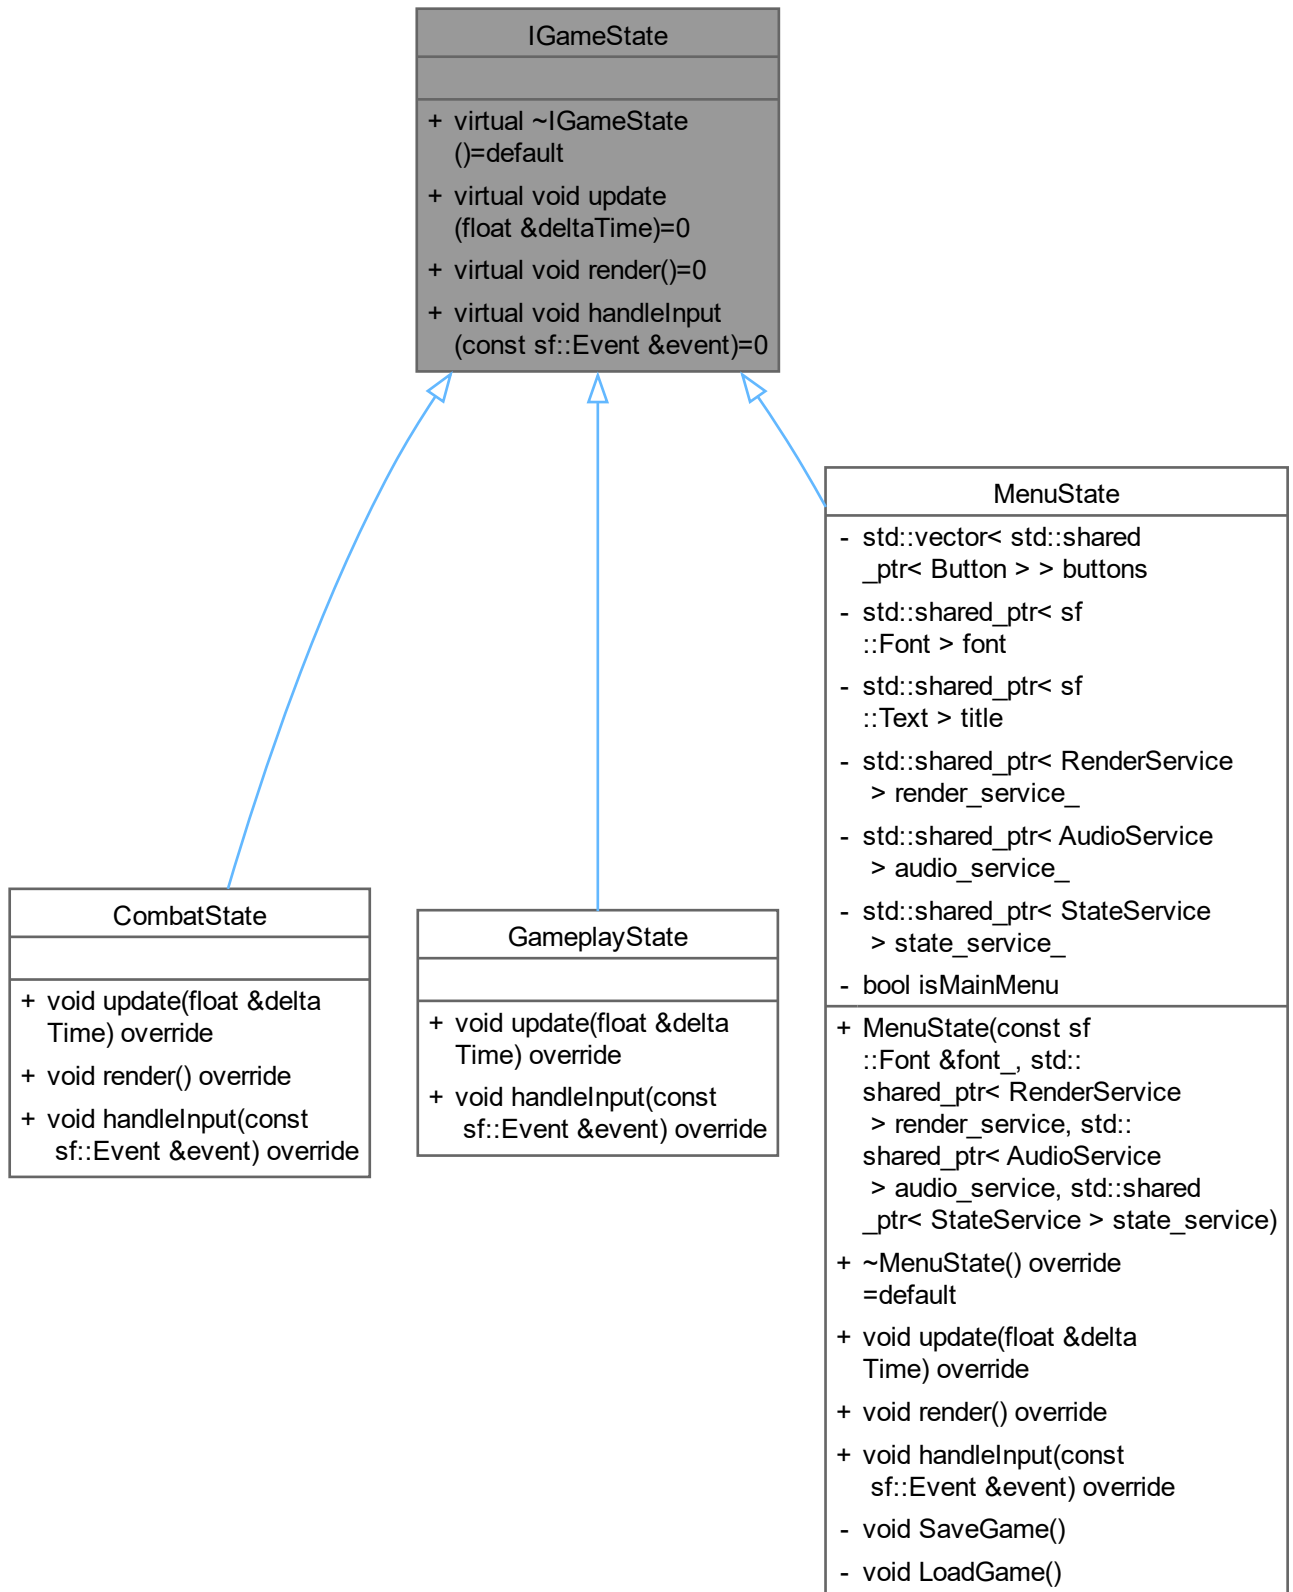 IGameState
+ virtual ~IGameState
()=default
+ virtual void update
(float &deltaTime)=0
+ virtual void render()=0
+ virtual void handleInput
(const sf::Event &event)=0
MenuState
- std::vector< std::shared
_ptr< Button > > buttons
- std::shared_ptr< sf
::Font > font
- std::shared_ptr< sf
::Text > title
- std::shared_ptr< RenderService
> render_service_
- std::shared_ptr< AudioService
> audio_service_
- std::shared_ptr< StateService
> state_service_
- bool isMainMenu
+ MenuState(const sf
::Font &font_, std::
shared_ptr< RenderService
> render_service, std::
shared_ptr< AudioService
> audio_service, std::shared
_ptr< StateService > state_service)
+ ~MenuState() override
=default
+ void update(float &delta
Time) override
+ void render() override
+ void handleInput(const
sf::Event &event) override
- void SaveGame()
- void LoadGame()
CombatState
+ void update(float &delta
Time) override
+ void render() override
+ void handleInput(const
sf::Event &event) override
GameplayState
+ void update(float &delta
Time) override
+ void handleInput(const
sf::Event &event) override